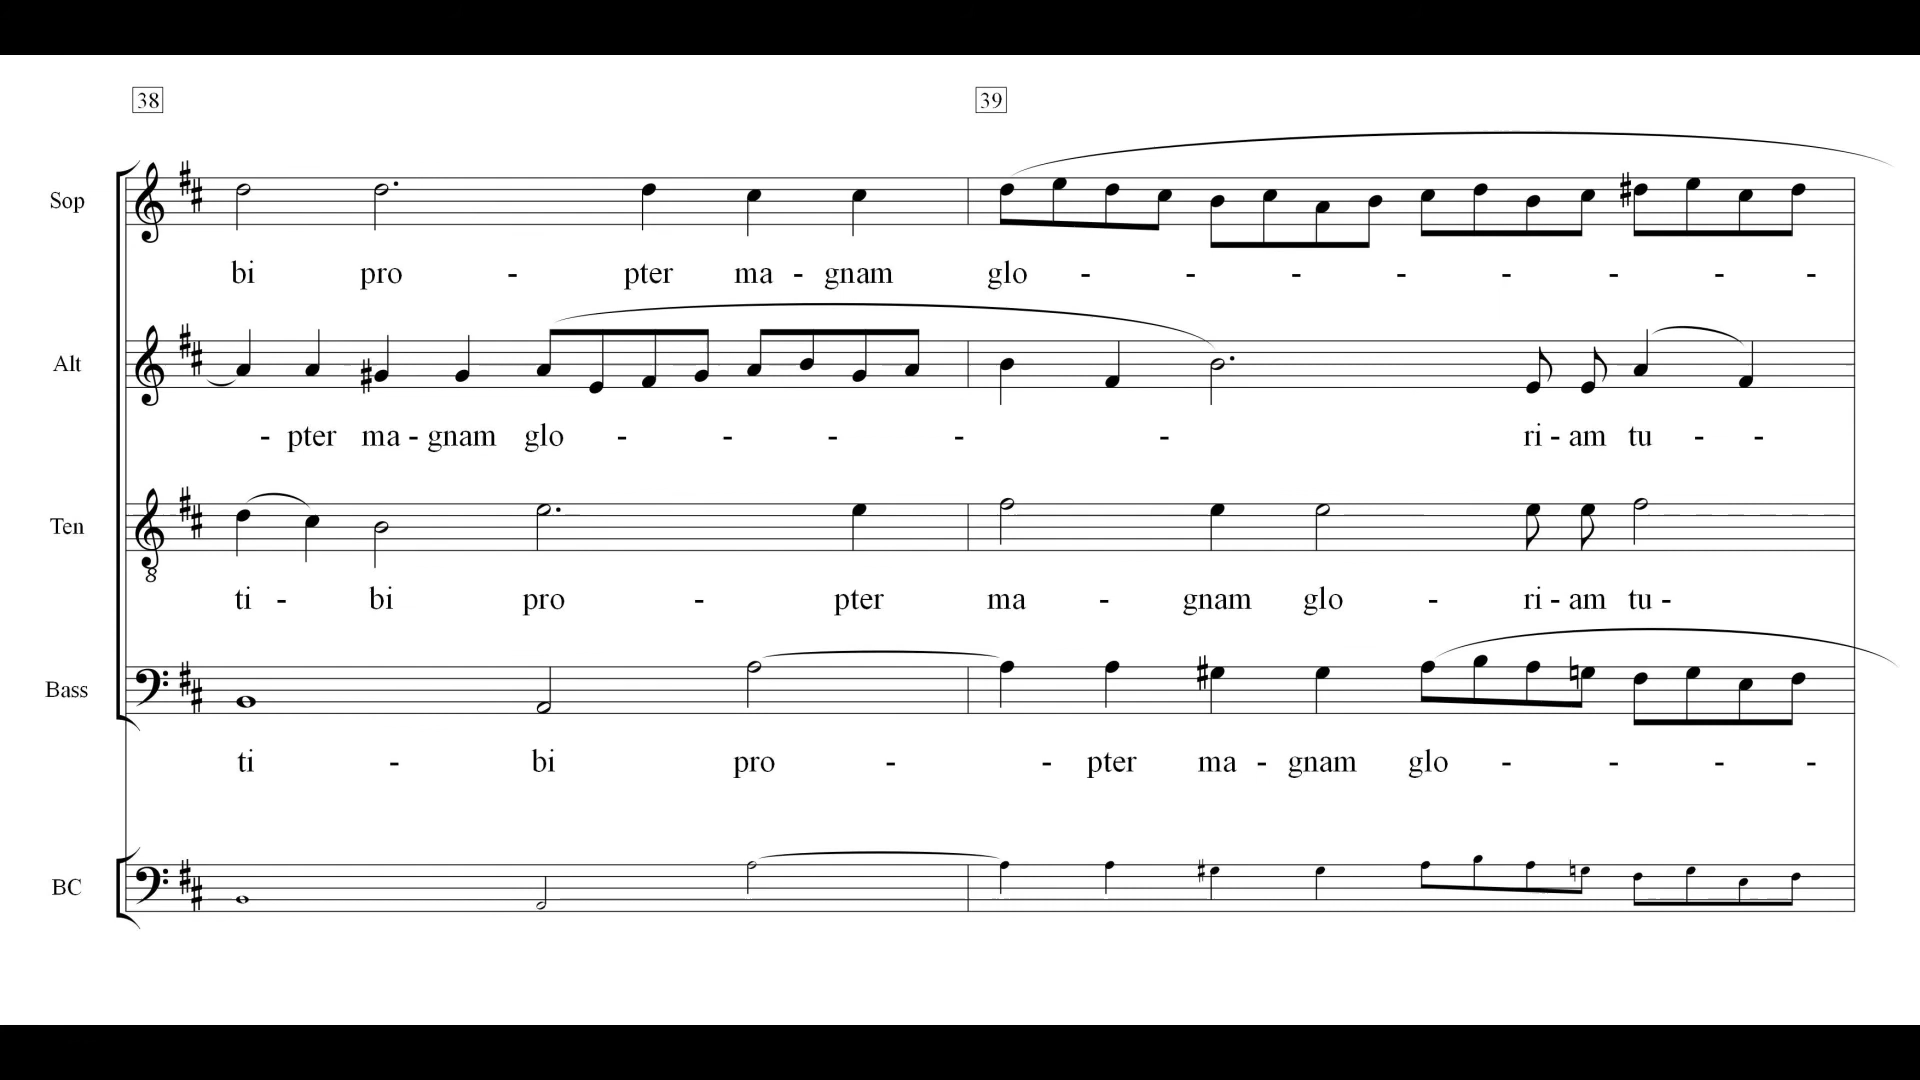 38 39
Sop
bi pro - pter ma - gnam glo - - - - - - - -
Alt
- pter ma - gnam glo - - - - - ri - am tu - -
Ten
8
ti - bi pro - pter ma - gnam glo - ri - am tu -
Bass
ti - bi pro - - pter ma - gnam glo - - - -
BC